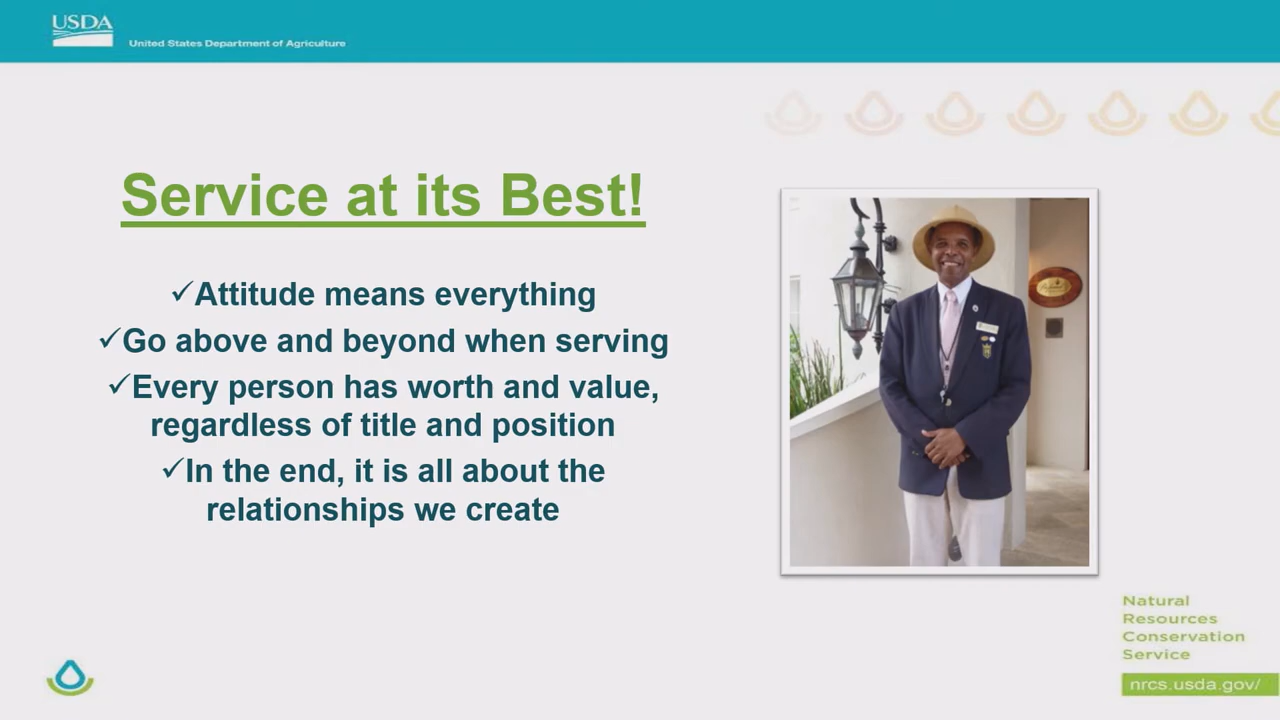 USDA
United States Department of Agriculture
Service at its Best!
✓Attitude means everything
✓Go above and beyond when serving
✓Every person has worth and value,
regardless of title and position
✓In the end, it is all about the
relationships we create
Natural
Resources
Conservation
Service
nrcs.usda.gov/